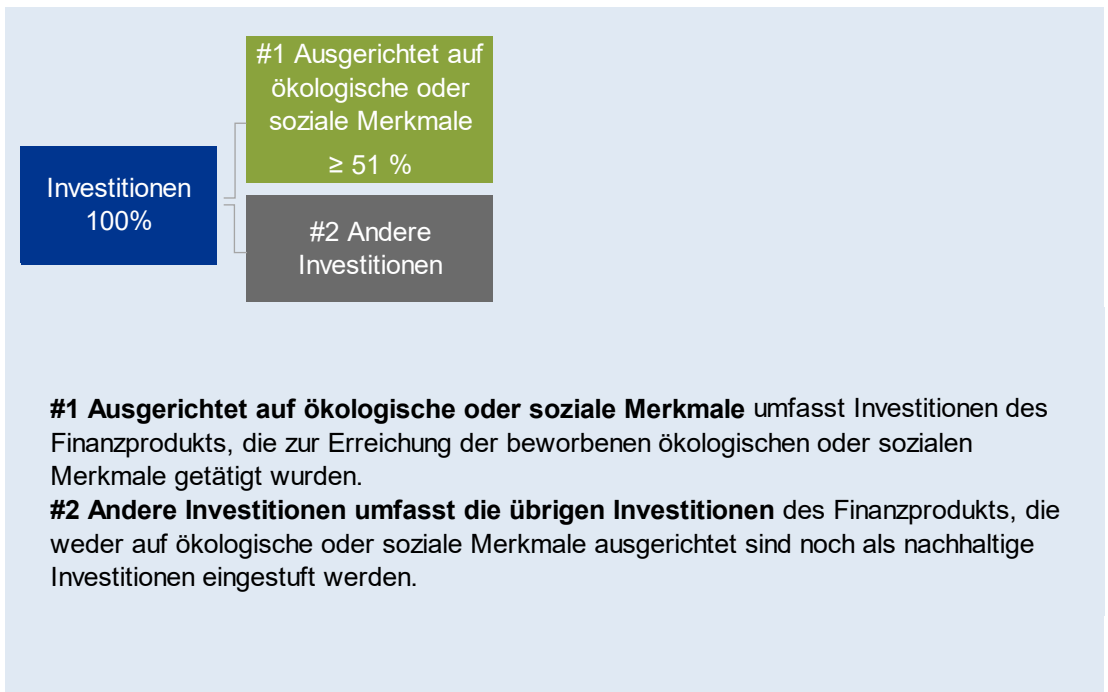 #1 Ausgerichtet auf
ökologische oder
soziale Merkmale
≥ 51 %
Investitionen
100%
#2 Andere
Investitionen
#1 Ausgerichtet auf ökologische oder soziale Merkmale umfasst Investitionen des
Finanzprodukts, die zur Erreichung der beworbenen ökologischen oder sozialen
Merkmale getätigt wurden.
#2 Andere Investitionen umfasst die übrigen Investitionen des Finanzprodukts, die
weder auf ökologische oder soziale Merkmale ausgerichtet sind noch als nachhaltige
Investitionen eingestuft werden.